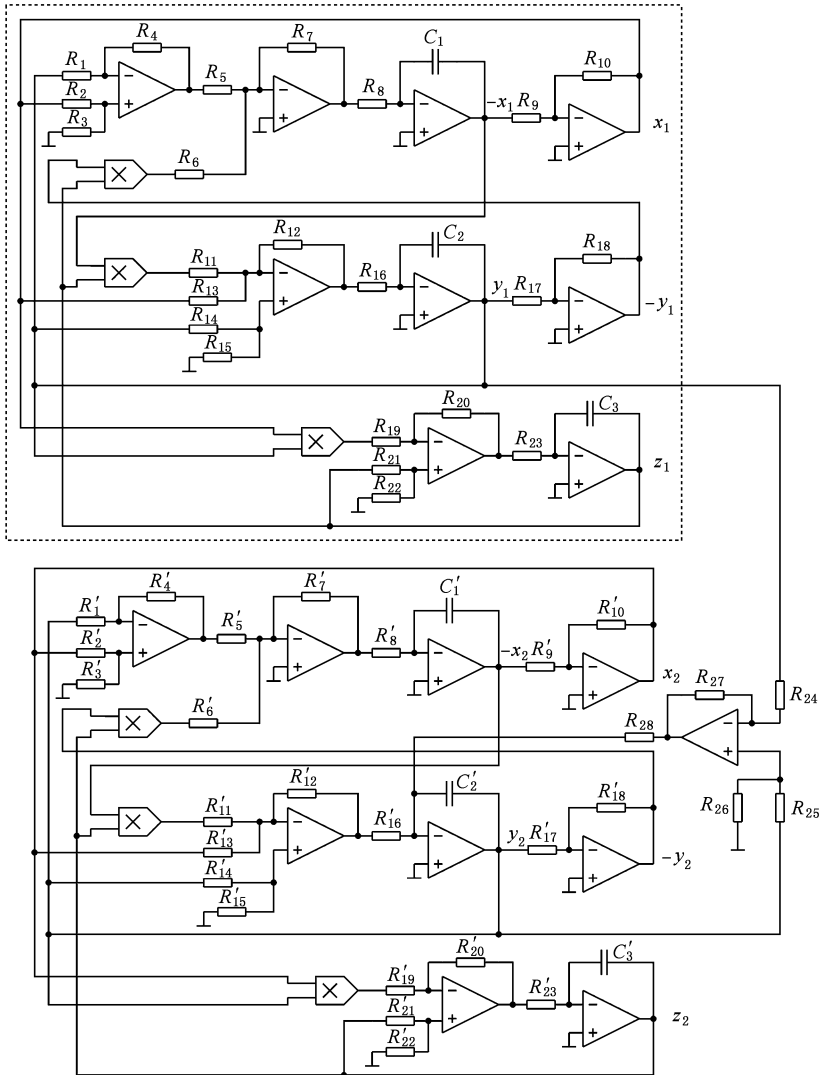 R4 R7 C1
R1 R5 R8 -x1 R9 R10
R2 x1
R3
R6
R12 C2 R18
R11 R16 y1 R17
R13 -y1
R14
R15
R20 C3
R19 R23
R21 z1
R22
R'4 R'7 C'1 R'10
R'1 R'5 R'8 -x2 R'9
R'2 x2
R'3 R27 R24
R'6 R28
R'12 C'2 R'18 R26 R25
R'11 R'16 y2 R'17
R'13 -y2
R'14
R'15
R'20 C'3
R'19 R'23
R'21 z2
R'22